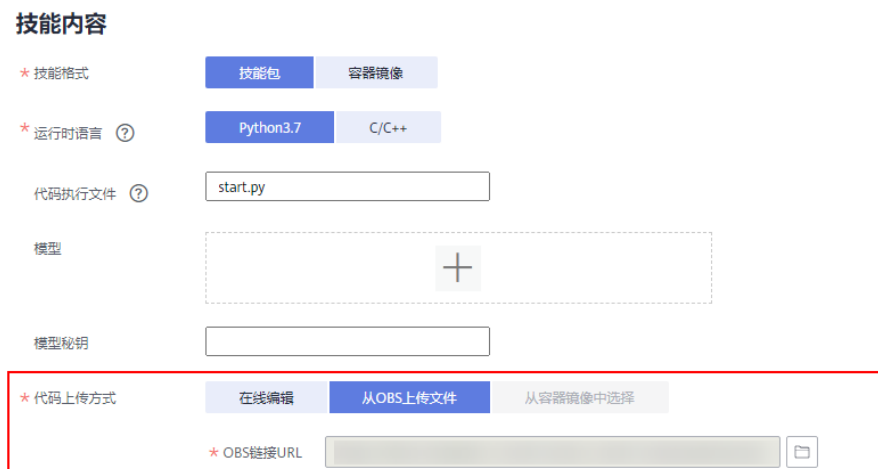 技能内容
* 技能格式 技能包 容器镜像
* 运行时语言 ? Python3.7 C/C++
代码执行文件 ? start.py
模型
模型秘钥
* 代码上传方式 在线编辑 从OBS上传文件 从容器镜像中选择
* OBS链接URL